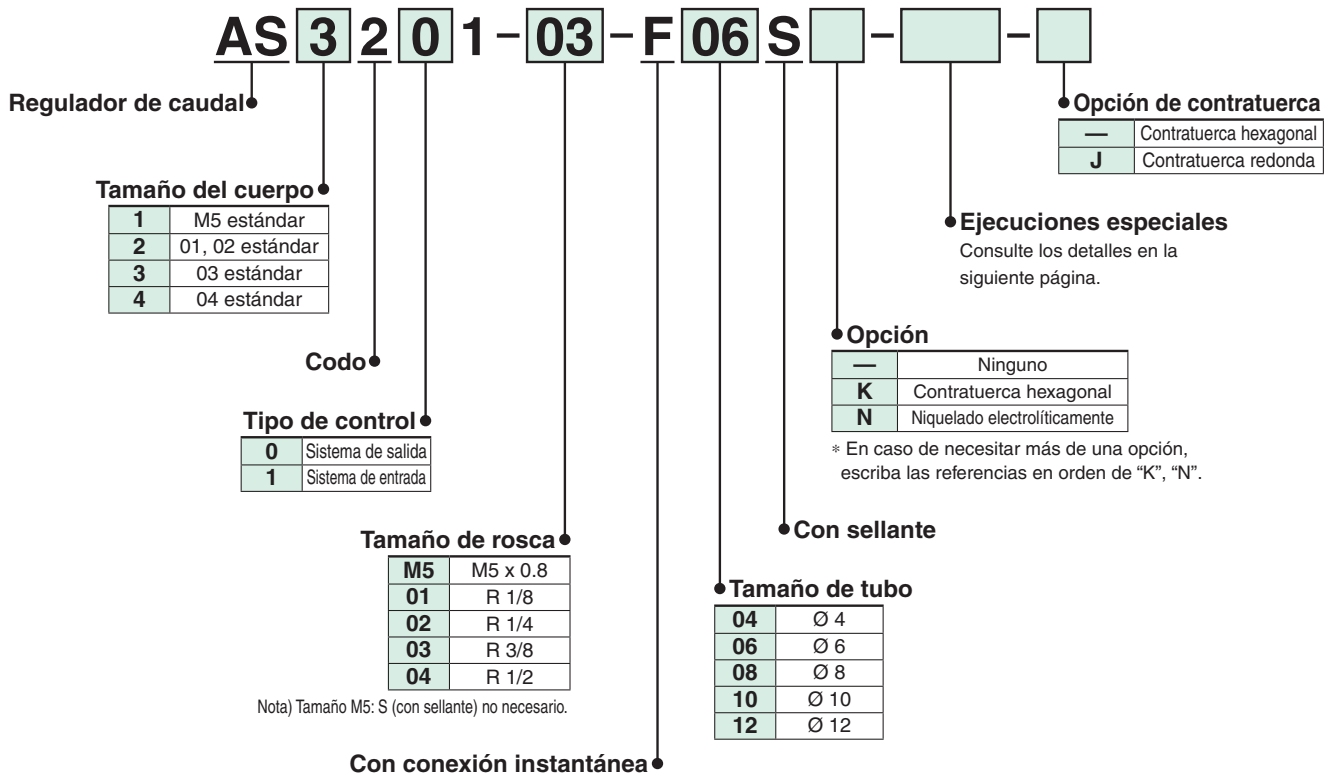 AS 3 2 0 1 - 03 - F 06 S - -
Regulador de caudal
Opción de contratuerca
— Contratuerca hexagonal
J Contratuerca redonda
Tamaño del cuerpo
1 M5 estándar
2 01, 02 estándar
3 03 estándar
4 04 estándar
Ejecuciones especiales
Consulte los detalles en la
siguiente página.
Codo
Opción
— Ninguno
K Contratuerca hexagonal
N Niquelado electrolíticamente
* En caso de necesitar más de una opción,
escriba las referencias en orden de “K”, “N”.
Tipo de control
0 Sistema de salida
1 Sistema de entrada
Con sellante
Tamaño de rosca
M5 M5 x 0.8
01 R 1/8
02 R 1/4
03 R 3/8
04 R 1/2
Nota) Tamaño M5: S (con sellante) no necesario.
Tamaño de tubo
04 Ø 4
06 Ø 6
08 Ø 8
10 Ø 10
12 Ø 12
Con conexión instantánea